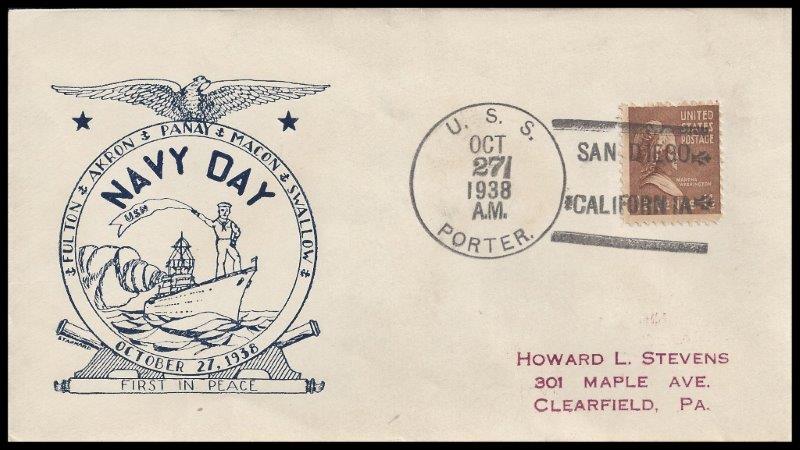 FULTON ⚓ AKRON ⚓ PANAY ⚓ MACON ⚓ SWALLOW
NAVY DAY
USN
STARNARD
OCTOBER 27, 1938
FIRST IN PEACE
U. S. S.
OCT
27
1938
A.M.
PORTER.
SAN DIEGO
CALIFORNIA
UNITED
STATES
POSTAGE
MARTHA
WASHINGTON
HOWARD L. STEVENS
301 MAPLE AVE.
CLEARFIELD, PA.